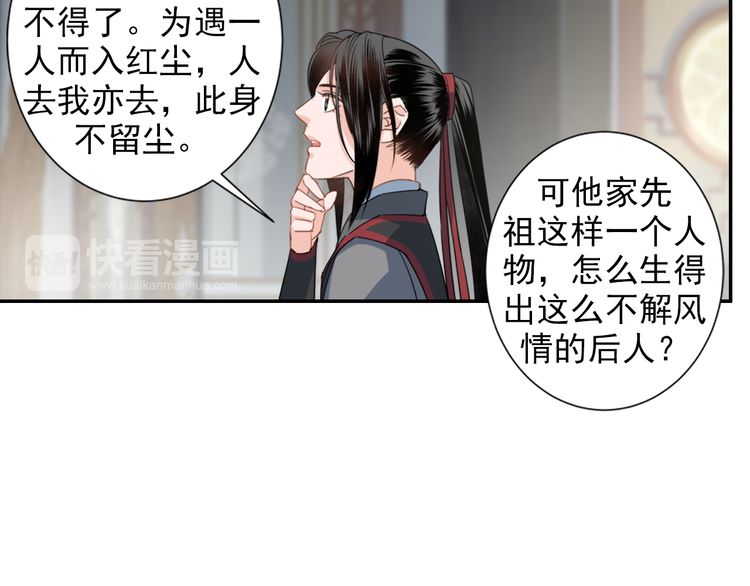 不得了。为遇一
人而入红尘，人
去我亦去，此身
不留尘。
可他家先
祖这样一个人
物，怎么生得
出这么不解风
情的后人？
快看!
快看漫画
www.kuaikanmanhua.com